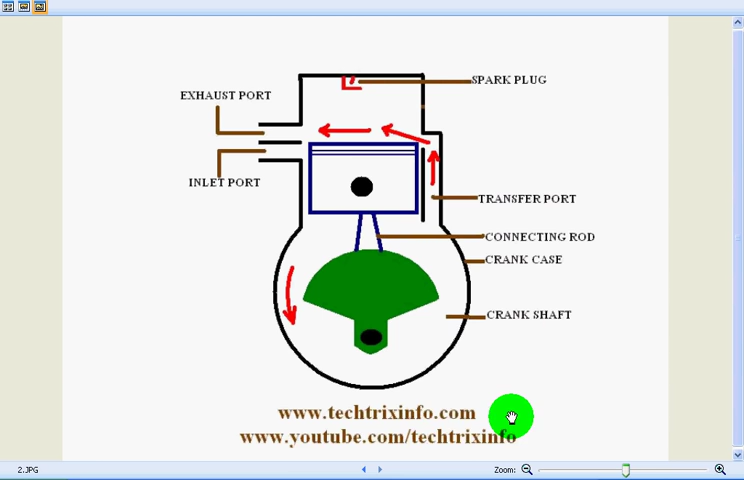 SPARK PLUG
EXHAUST PORT
INLET PORT
TRANSFER PORT
CONNECTING ROD
CRANK CASE
CRANK SHAFT
www.techtrixinfo.com
www.youtube.com/techtrixinfo
2.JPG
Zoom: